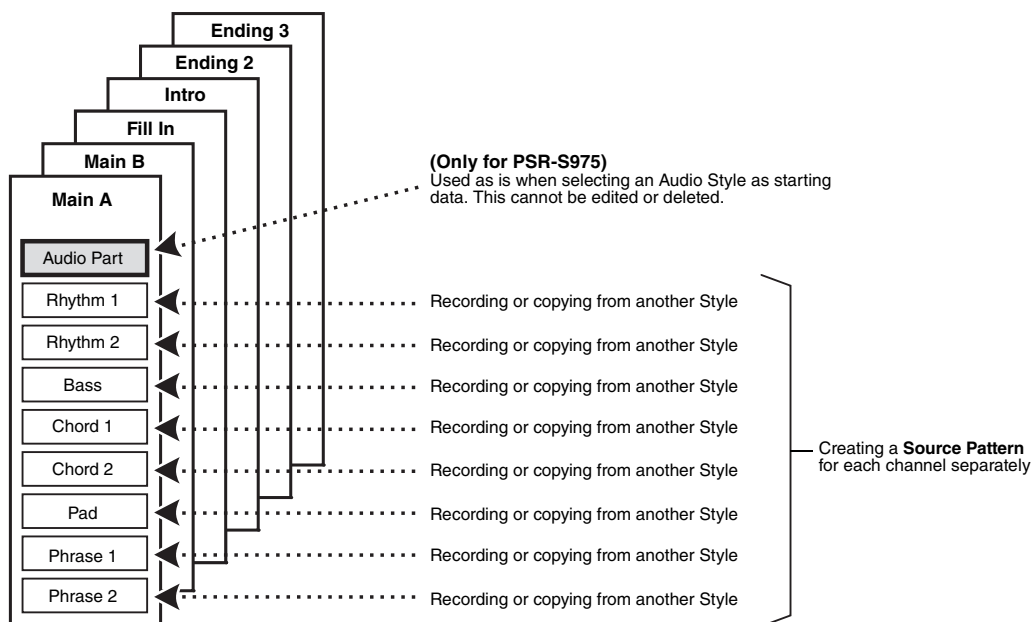 Ending 3
Ending 2
Intro
Fill In
Main B
Main A
(Only for PSR-S975)
Used as is when selecting an Audio Style as starting
data. This cannot be edited or deleted.
Audio Part
Rhythm 1 Recording or copying from another Style
Rhythm 2 Recording or copying from another Style
Bass Recording or copying from another Style
Chord 1 Recording or copying from another Style
Chord 2 Recording or copying from another Style
Pad Recording or copying from another Style
Phrase 1 Recording or copying from another Style
Phrase 2 Recording or copying from another Style
Creating a Source Pattern
for each channel separately